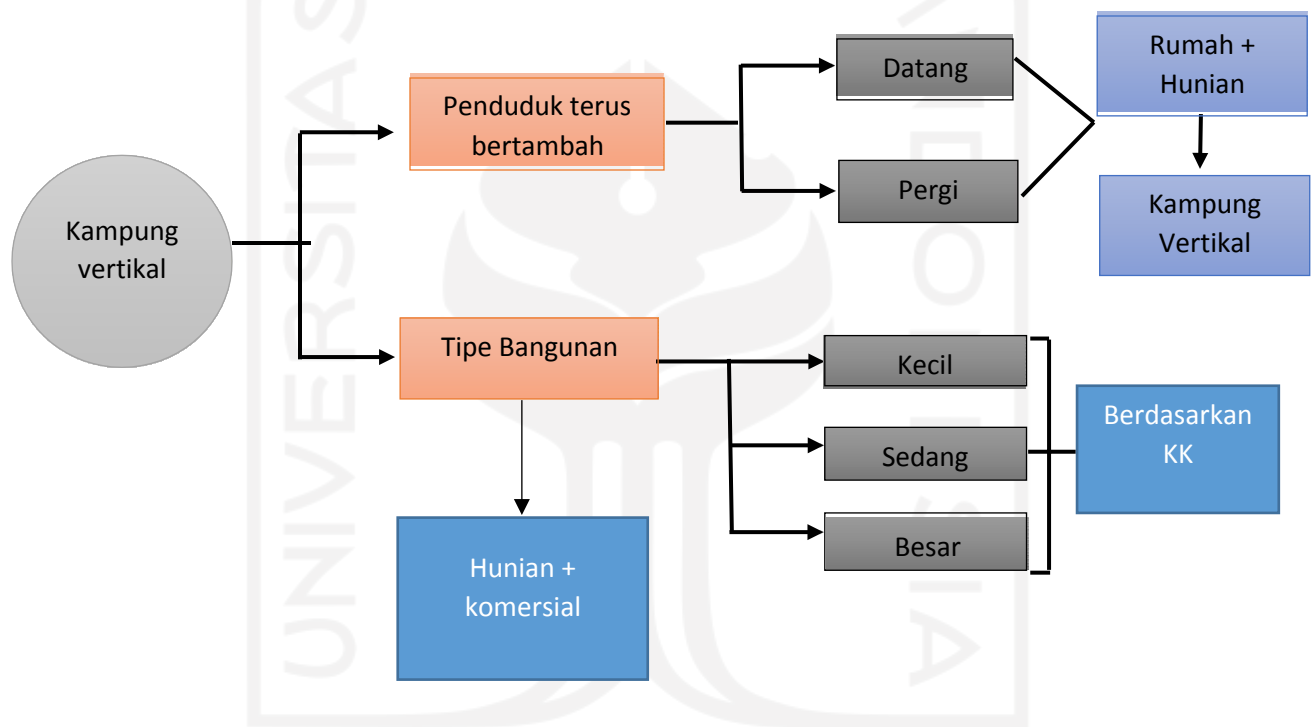 Kampung
vertikal
Penduduk terus
bertambah
Datang
Pergi
Rumah +
Hunian
Kampung
Vertikal
Tipe Bangunan
Kecil
Sedang
Besar
Berdasarkan
KK
Hunian +
komersial
UNIVERSITAS